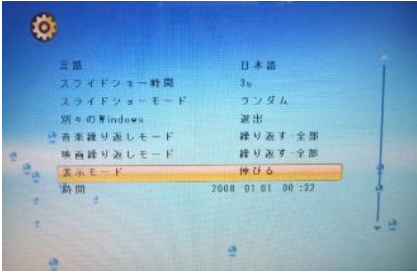 言語 日本語
スライドショー時間 3s
スライドショーモード ランダム
別々のWindows 選出
音楽繰り返しモード 繰り返す-全部
映画繰り返しモード 繰り返す-全部
表示モード 伸びる
時間 2008 01 01 00:32